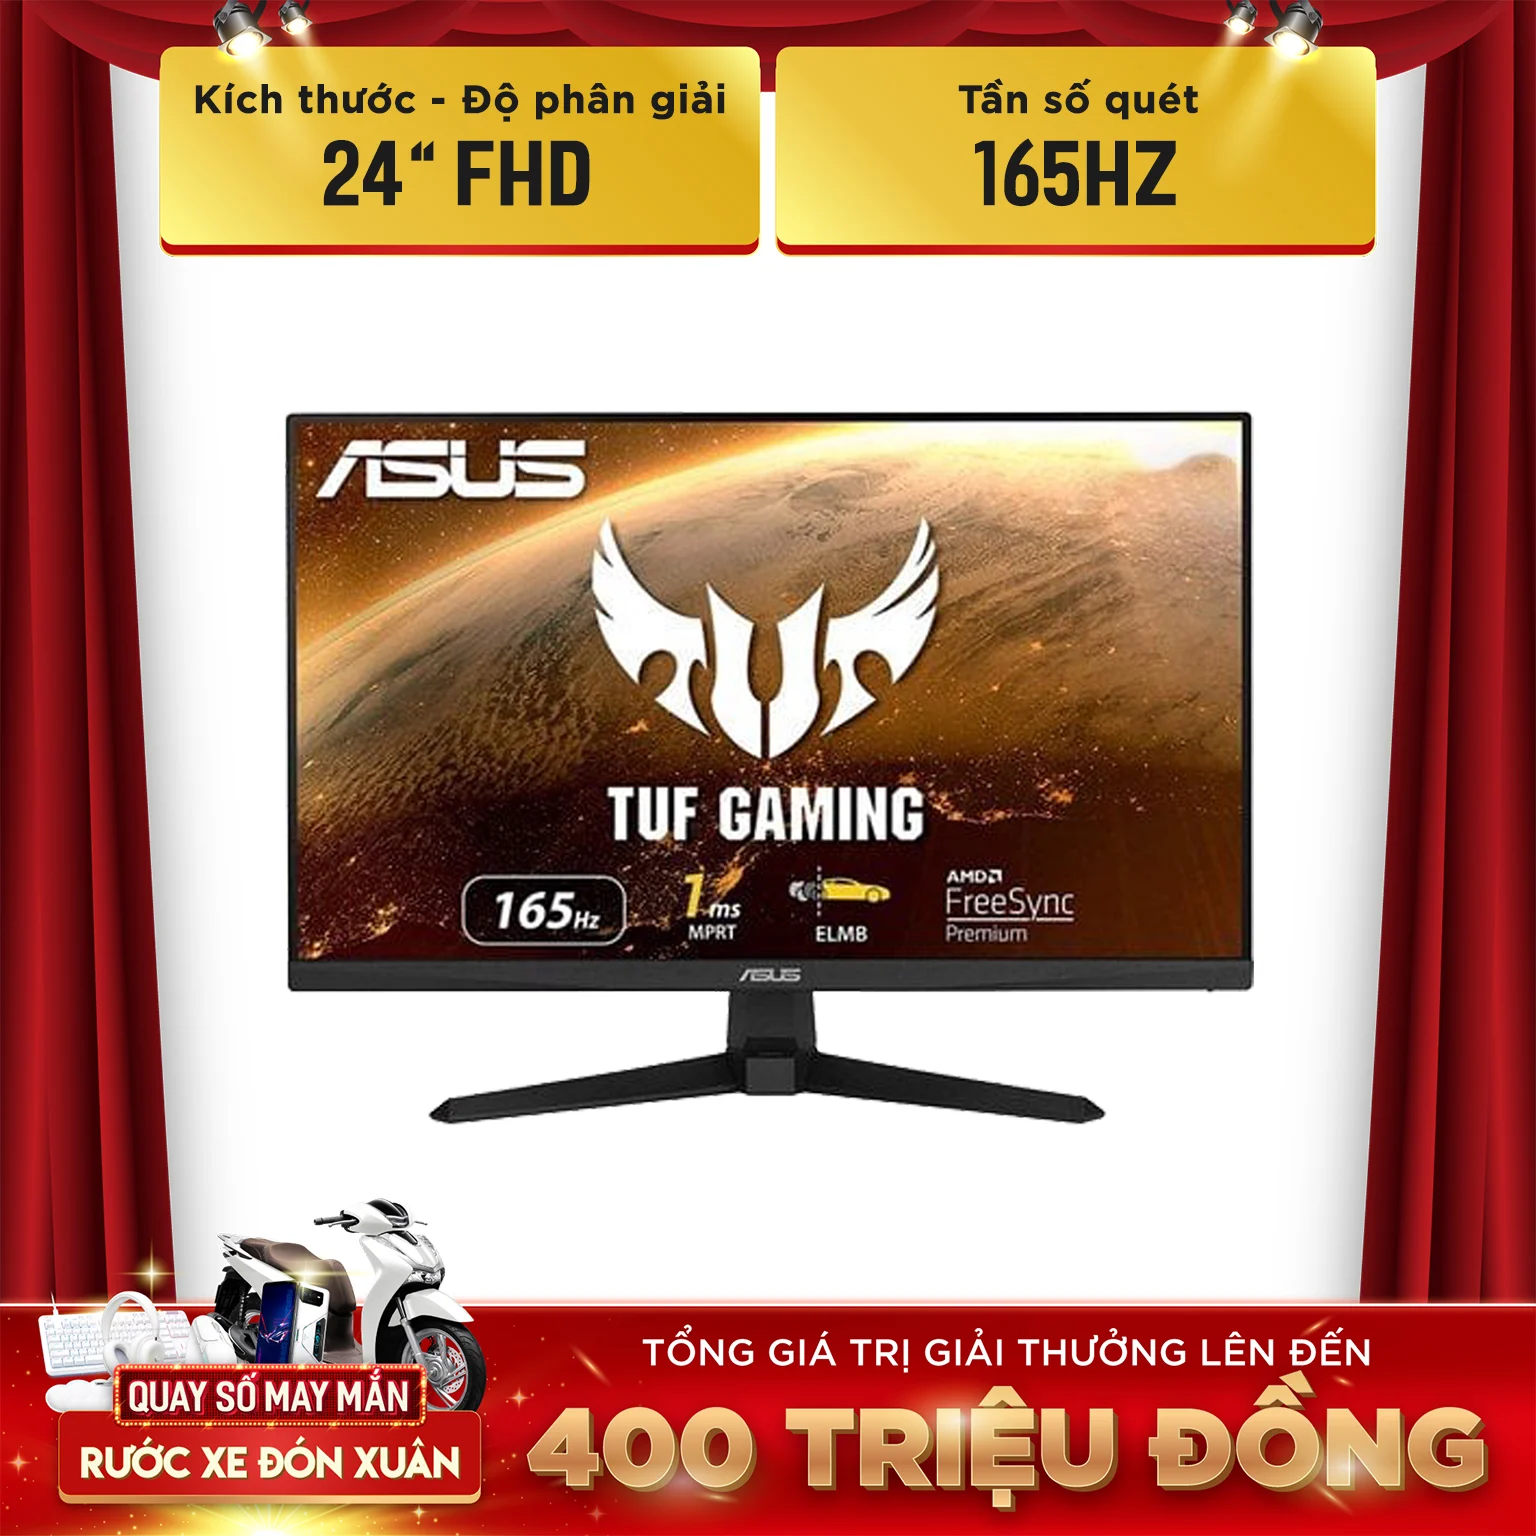 Kích thước - Độ phân giải
24“ FHD
Tần số quét
165HZ
ASUS
TUF GAMING
165Hz
1ms
MPRT
ELMB
AMD
FreeSync
Premium
ASUS
QUAY SỐ MAY MẮN
RƯỚC XE ĐÓN XUÂN
TỔNG GIÁ TRỊ GIẢI THƯỞNG LÊN ĐẾN
400 TRIỆU ĐỒNG